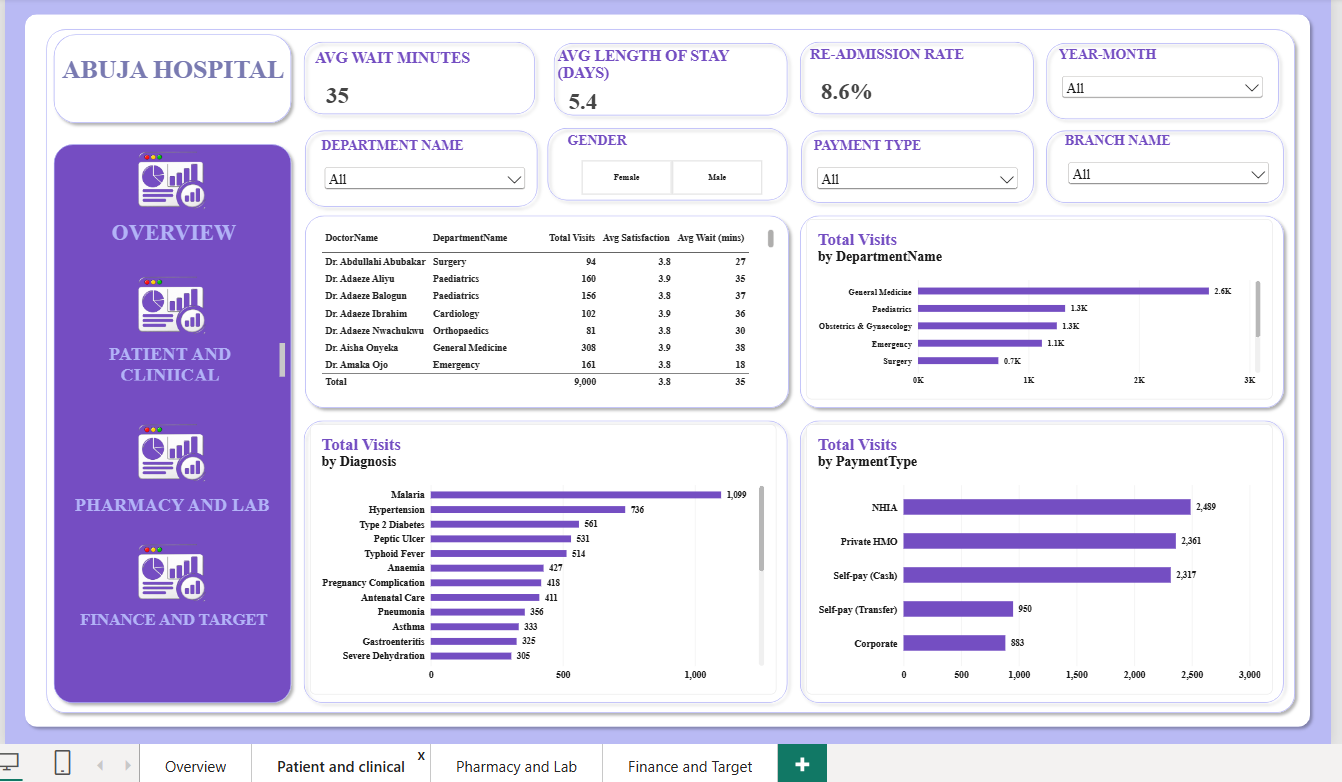 ABUJA HOSPITAL
AVG WAIT MINUTES
35
AVG LENGTH OF STAY
(DAYS)
5.4
RE-ADMISSION RATE
8.6%
YEAR-MONTH
All
DEPARTMENT NAME
All
GENDER
Female Male
PAYMENT TYPE
All
BRANCH NAME
All
OVERVIEW
PATIENT AND
CLINIICAL
PHARMACY AND LAB
FINANCE AND TARGET
DoctorName DepartmentName Total Visits Avg Satisfaction Avg Wait (mins)
Dr. Abdullahi Abubakar Surgery 94 3.8 27
Dr. Adaeze Aliyu Paediatrics 160 3.9 35
Dr. Adaeze Balogun Paediatrics 156 3.8 37
Dr. Adaeze Ibrahim Cardiology 102 3.9 36
Dr. Adaeze Nwachukwu Orthopaedics 81 3.8 30
Dr. Aisha Onyeka General Medicine 308 3.9 38
Dr. Amaka Ojo Emergency 161 3.8 18
Total 9,000 3.8 35
Total Visits
by DepartmentName
General Medicine 2.6K
Paediatrics 1.3K
Obstetrics & Gynaecology 1.3K
Emergency 1.1K
Surgery 0.7K
0K 1K 2K 3K
Total Visits
by Diagnosis
Malaria 1,099
Hypertension 736
Type 2 Diabetes 561
Peptic Ulcer 531
Typhoid Fever 514
Anaemia 427
Pregnancy Complication 418
Antenatal Care 411
Pneumonia 356
Asthma 333
Gastroenteritis 325
Severe Dehydration 305
0 500 1,000
Total Visits
by PaymentType
NHIA 2,489
Private HMO 2,361
Self-pay (Cash) 2,317
Self-pay (Transfer) 950
Corporate 883
0 500 1,000 1,500 2,000 2,500 3,000
Overview Patient and clinical x Pharmacy and Lab Finance and Target +